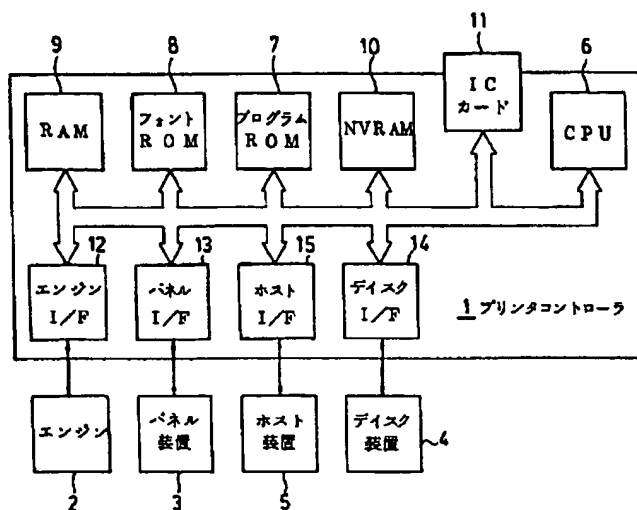 9
8
7
10
11
6
RAM
フォント
ROM
プログラム
ROM
NVRAM
IC
カード
CPU
12
13
15
14
エンジン
I/F
パネル
I/F
ホスト
I/F
ディスク
I/F
1 プリンタコントローラ
エンジン
パネル
装置
ホスト
装置
ディスク
装置
2
3
5
4